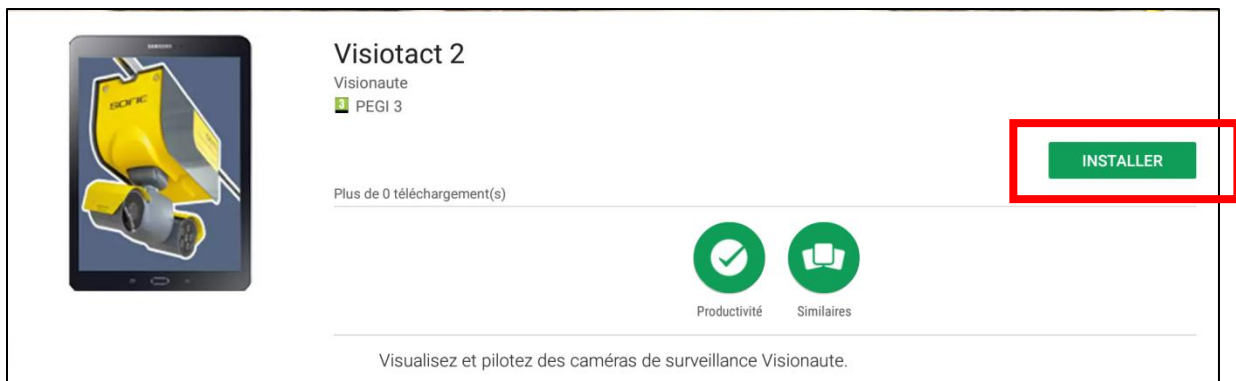 SAMSUNG
sonic
Visiotact 2
Visionaute
3 PEGI 3
INSTALLER
Plus de 0 téléchargement(s)
Productivité
Similaires
Visualisez et pilotez des caméras de surveillance Visionaute.